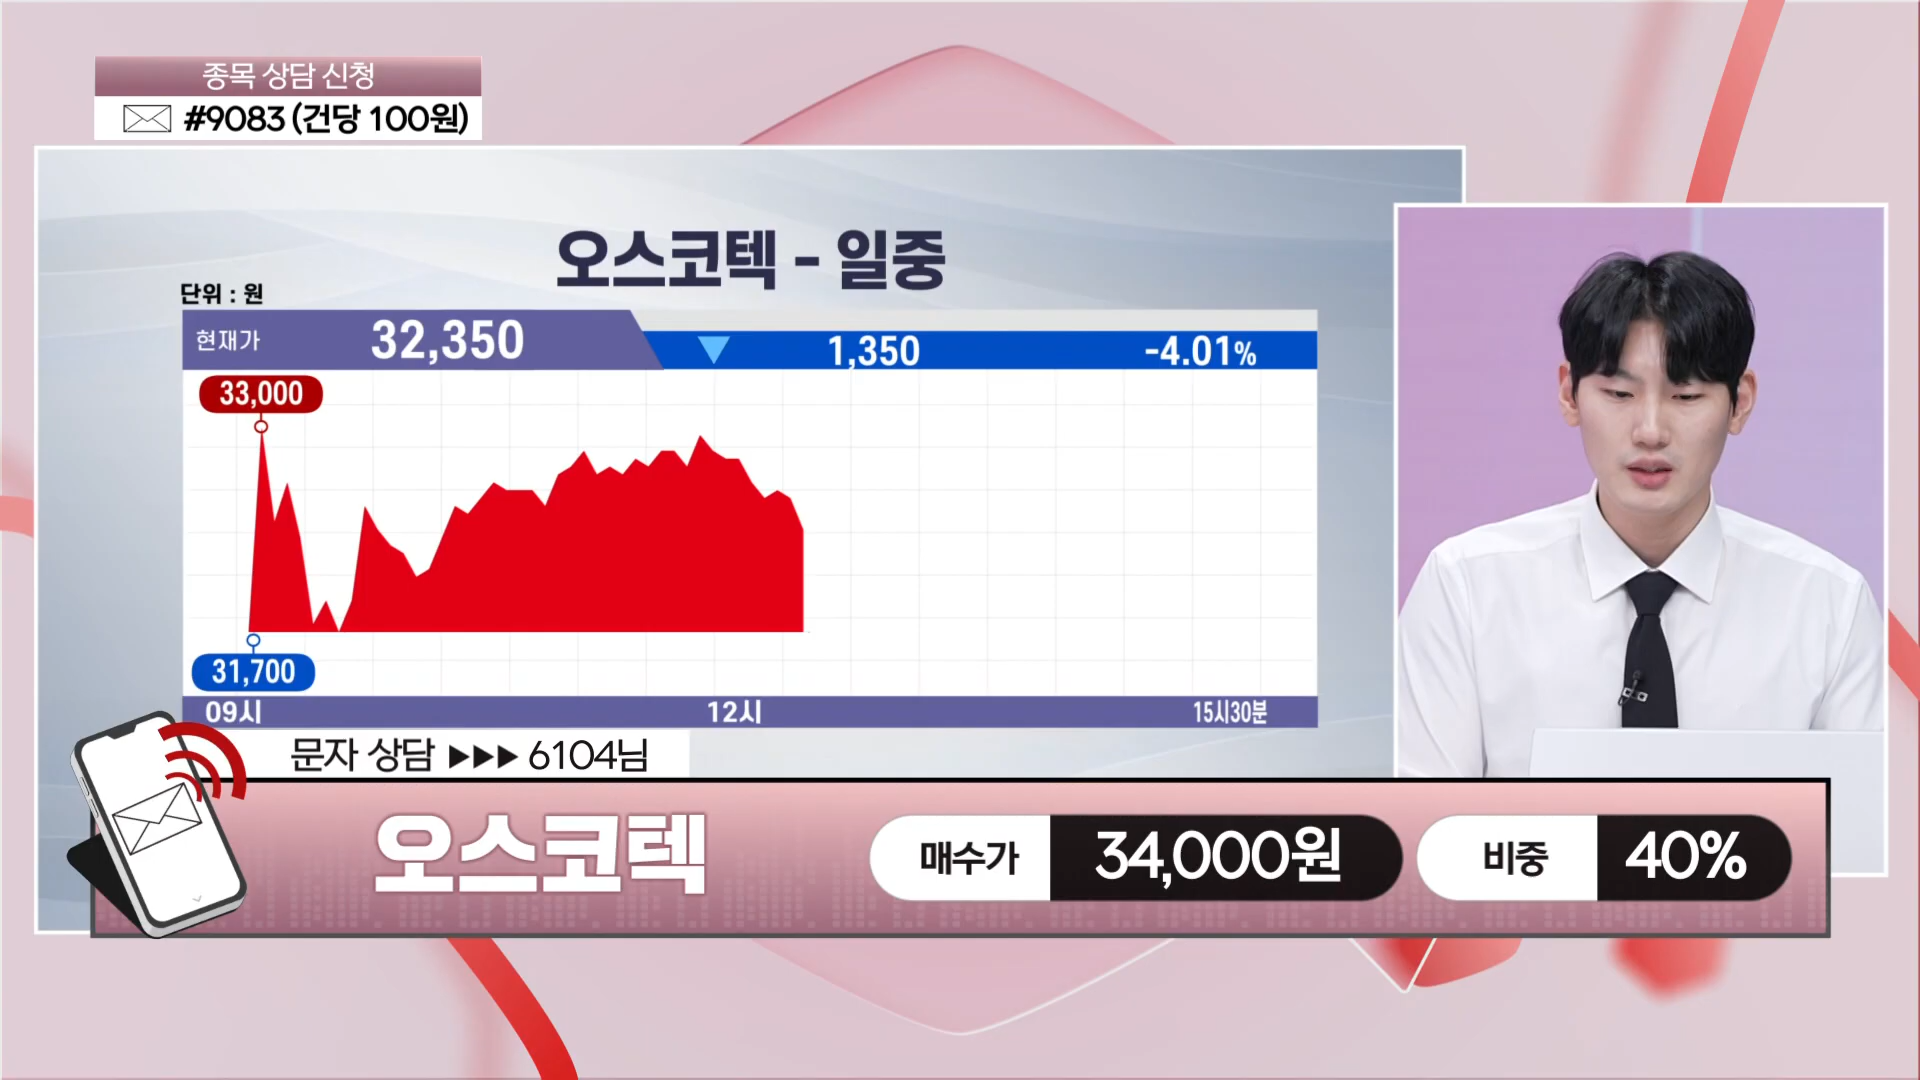 종목 상담 신청
#9083 (건당 100원)
오스코텍 - 일중
단위 : 원
현재가 32,350 ▼ 1,350 -4.01%
33,000
31,700
09시 12시 15시30분
문자 상담 ▶▶▶ 6104님
오스코텍 매수가 34,000원 비중 40%